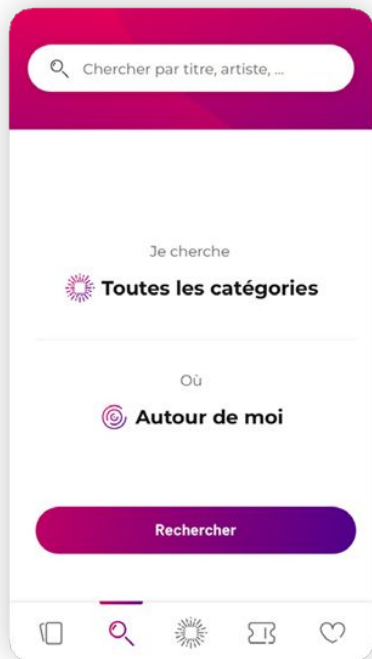 Chercher par titre, artiste, ...
Je cherche
Toutes les catégories
Où
Autour de moi
Rechercher